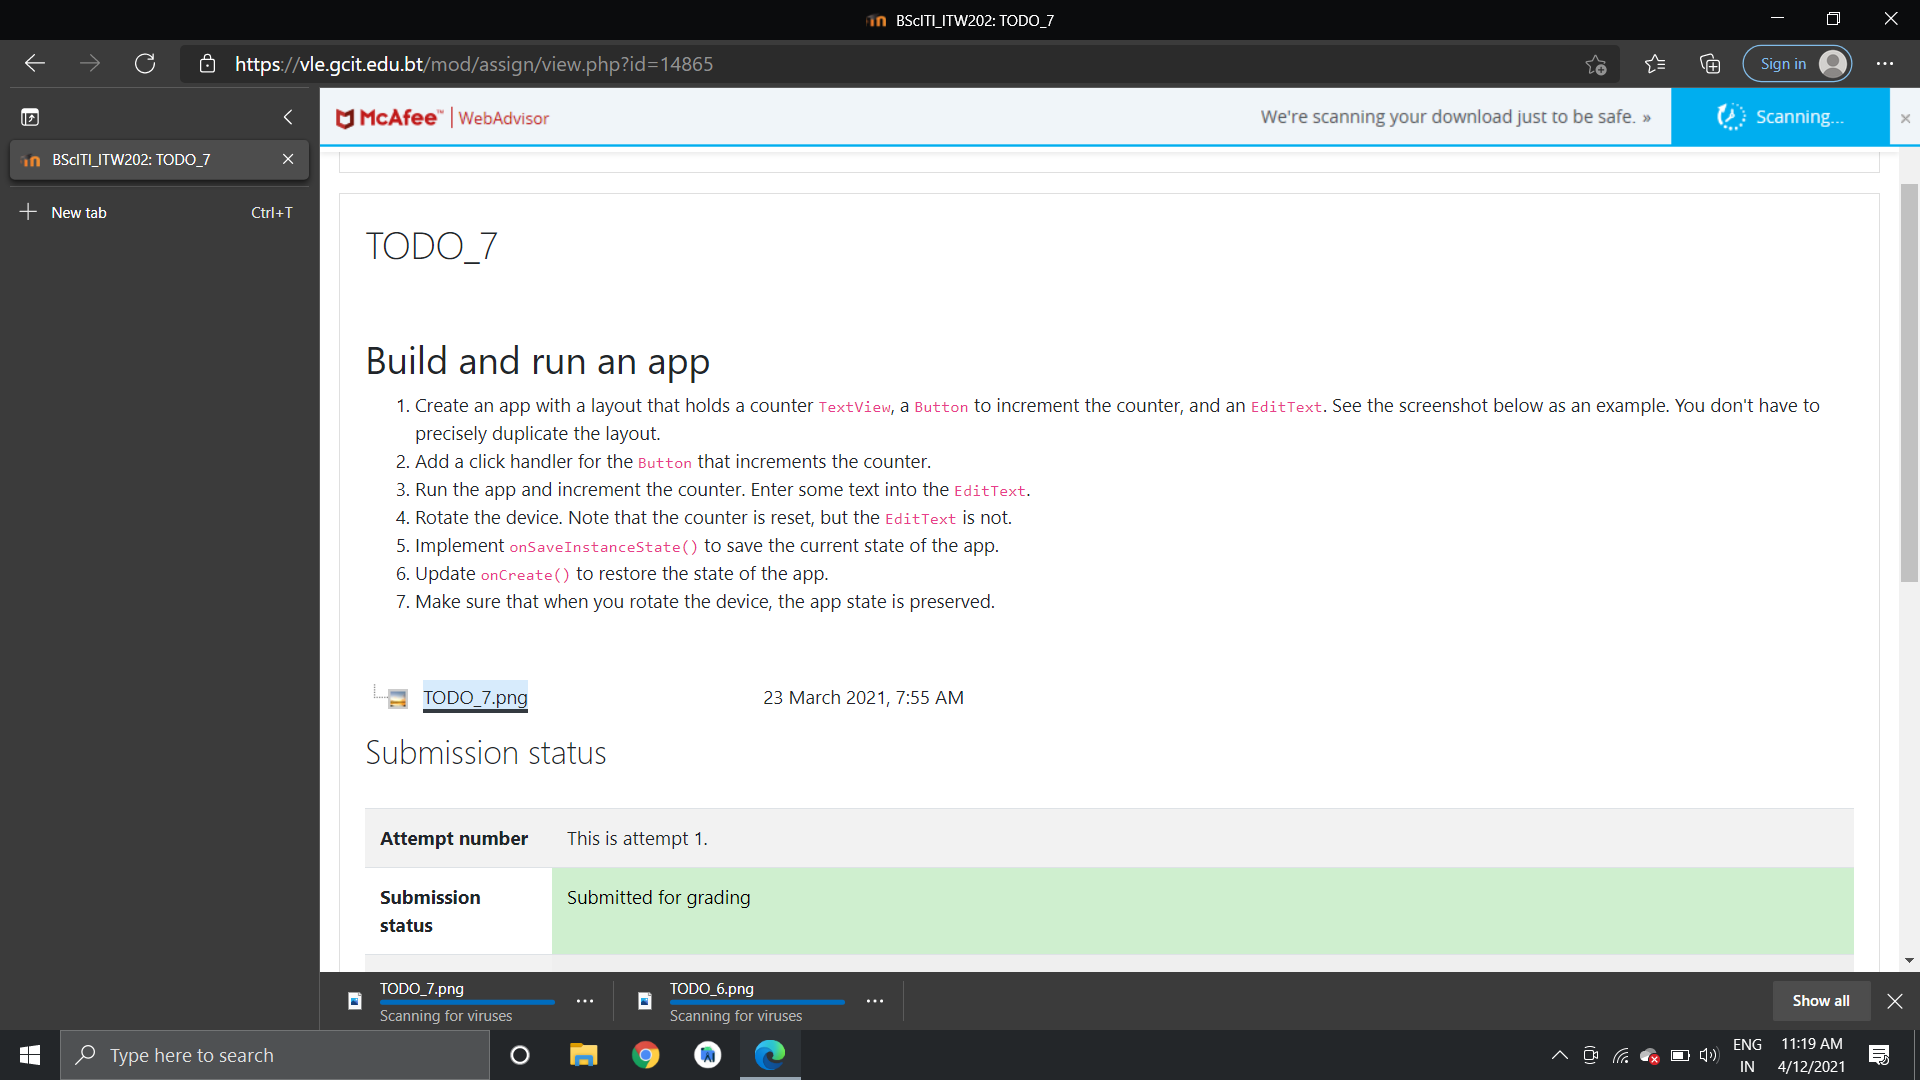 BScITI_ITW202: TODO_7
https://vle.gcit.edu.bt/mod/assign/view.php?id=14865
Sign in
McAfee™ | WebAdvisor
We're scanning your download just to be safe. »
Scanning...
BScITI_ITW202: TODO_7
New tab
Ctrl+T
TODO_7
Build and run an app
1. Create an app with a layout that holds a counter TextView, a Button to increment the counter, and an EditText. See the screenshot below as an example. You don't have to
precisely duplicate the layout.
2. Add a click handler for the Button that increments the counter.
3. Run the app and increment the counter. Enter some text into the EditText.
4. Rotate the device. Note that the counter is reset, but the EditText is not.
5. Implement onSaveInstanceState() to save the current state of the app.
6. Update onCreate() to restore the state of the app.
7. Make sure that when you rotate the device, the app state is preserved.
TODO_7.png
23 March 2021, 7:55 AM
Submission status
Attempt number
This is attempt 1.
Submission
status
Submitted for grading
TODO_7.png
Scanning for viruses
TODO_6.png
Scanning for viruses
Show all
Type here to search
ENG
IN
11:19 AM
4/12/2021